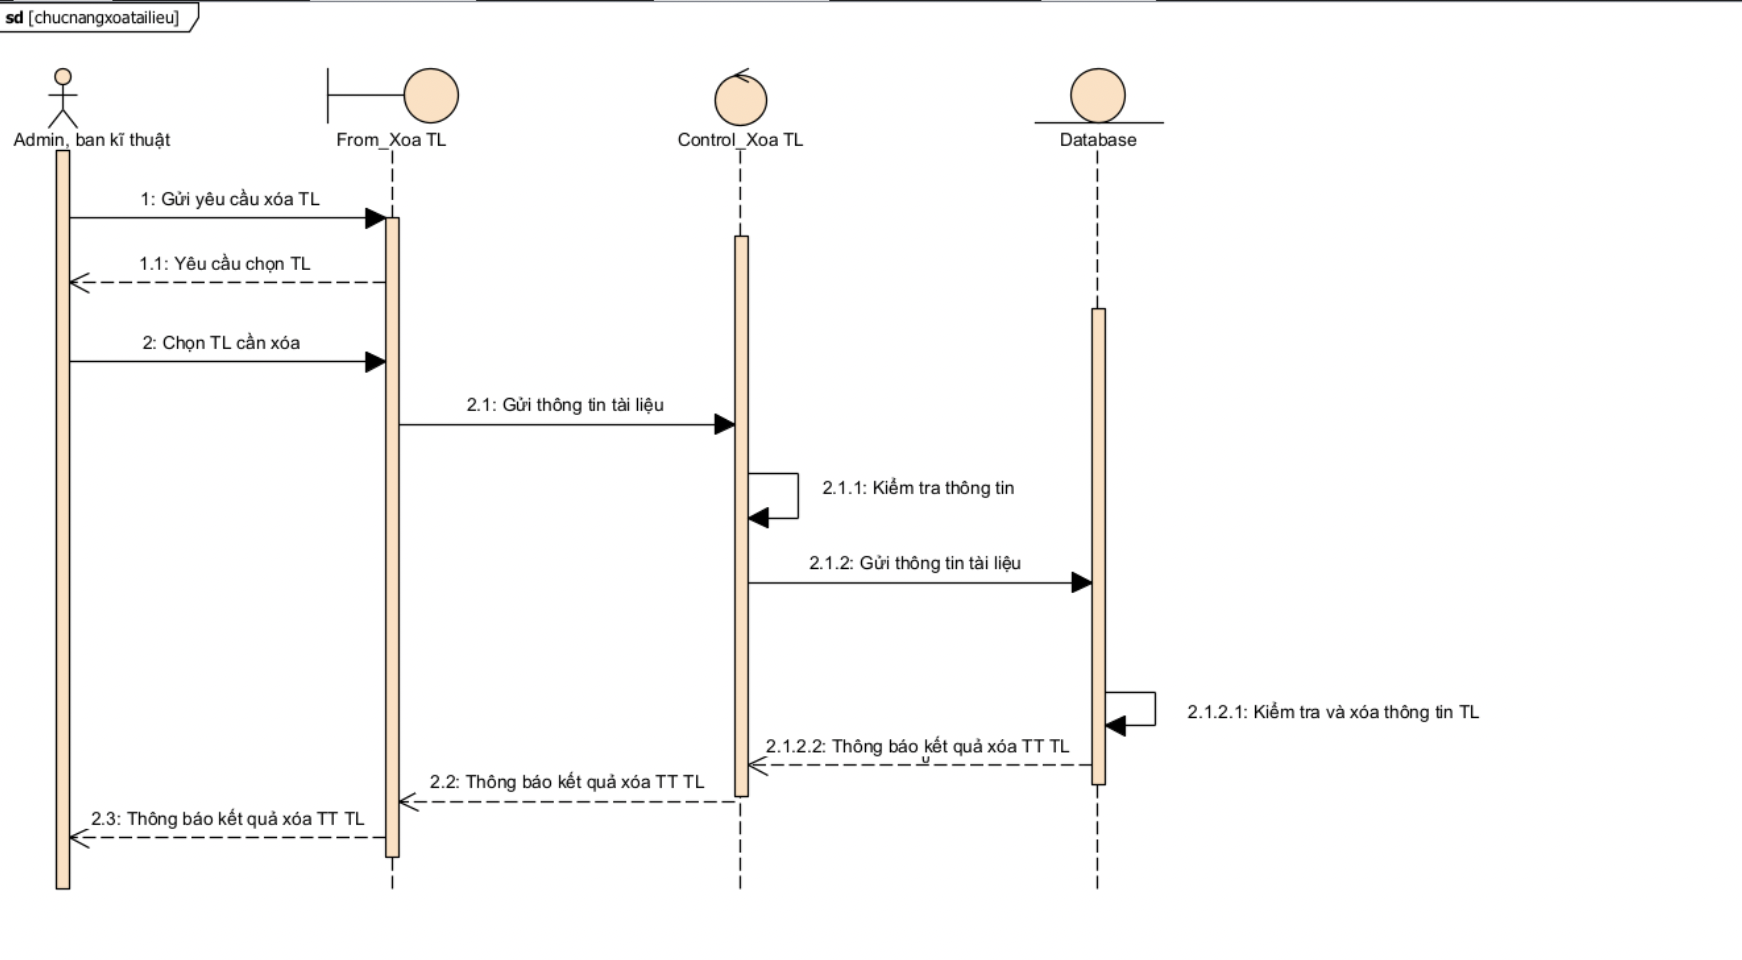 sd [chucnangxoatailieu]
Admin, ban kĩ thuật
From_Xoa TL
Control_Xoa TL
Database
1: Gửi yêu cầu xóa TL
1.1: Yêu cầu chọn TL
2: Chọn TL cần xóa
2.1: Gửi thông tin tài liệu
2.1.1: Kiểm tra thông tin
2.1.2: Gửi thông tin tài liệu
2.1.2.1: Kiểm tra và xóa thông tin TL
2.1.2.2: Thông báo kết quả xóa TT TL
2.2: Thông báo kết quả xóa TT TL
2.3: Thông báo kết quả xóa TT TL